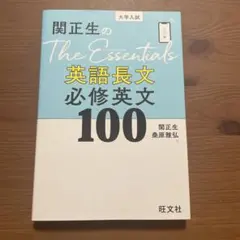 大学入試
関正生の
The Essentials
英語長文
必修英文
100
関正生
桑原雅弘
旺文社